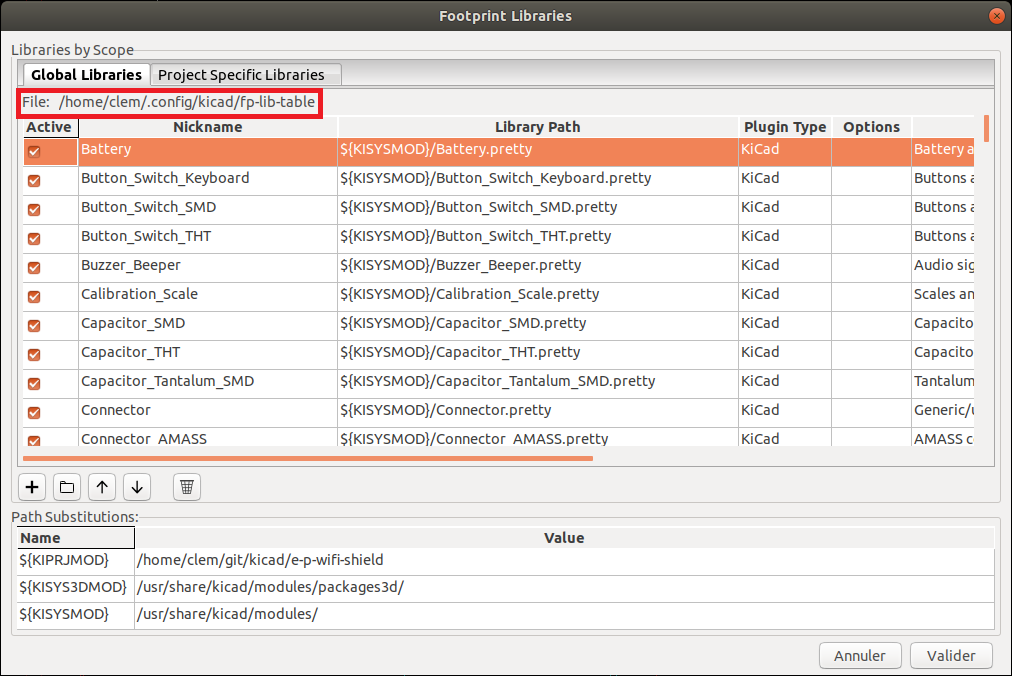 Footprint Libraries
Libraries by Scope
Global Libraries Project Specific Libraries
File: /home/clem/.config/kicad/fp-lib-table
Active Nickname Library Path Plugin Type Options
Battery ${KISYSMOD}/Battery.pretty KiCad Battery a
Button_Switch_Keyboard ${KISYSMOD}/Button_Switch_Keyboard.pretty KiCad Buttons a
Button_Switch_SMD ${KISYSMOD}/Button_Switch_SMD.pretty KiCad Buttons a
Button_Switch_THT ${KISYSMOD}/Button_Switch_THT.pretty KiCad Buttons a
Buzzer_Beeper ${KISYSMOD}/Buzzer_Beeper.pretty KiCad Audio sig
Calibration_Scale ${KISYSMOD}/Calibration_Scale.pretty KiCad Scales an
Capacitor_SMD ${KISYSMOD}/Capacitor_SMD.pretty KiCad Capacito
Capacitor_THT ${KISYSMOD}/Capacitor_THT.pretty KiCad Capacito
Capacitor_Tantalum_SMD ${KISYSMOD}/Capacitor_Tantalum_SMD.pretty KiCad Tantalum
Connector ${KISYSMOD}/Connector.pretty KiCad Generic/u
Connector_AMASS ${KISYSMOD}/Connector_AMASS.pretty KiCad AMASS co
Path Substitutions:
Name Value
${KIPRJMOD} /home/clem/git/kicad/e-p-wifi-shield
${KISYS3DMOD} /usr/share/kicad/modules/packages3d/
${KISYSMOD} /usr/share/kicad/modules/
Annuler Valider